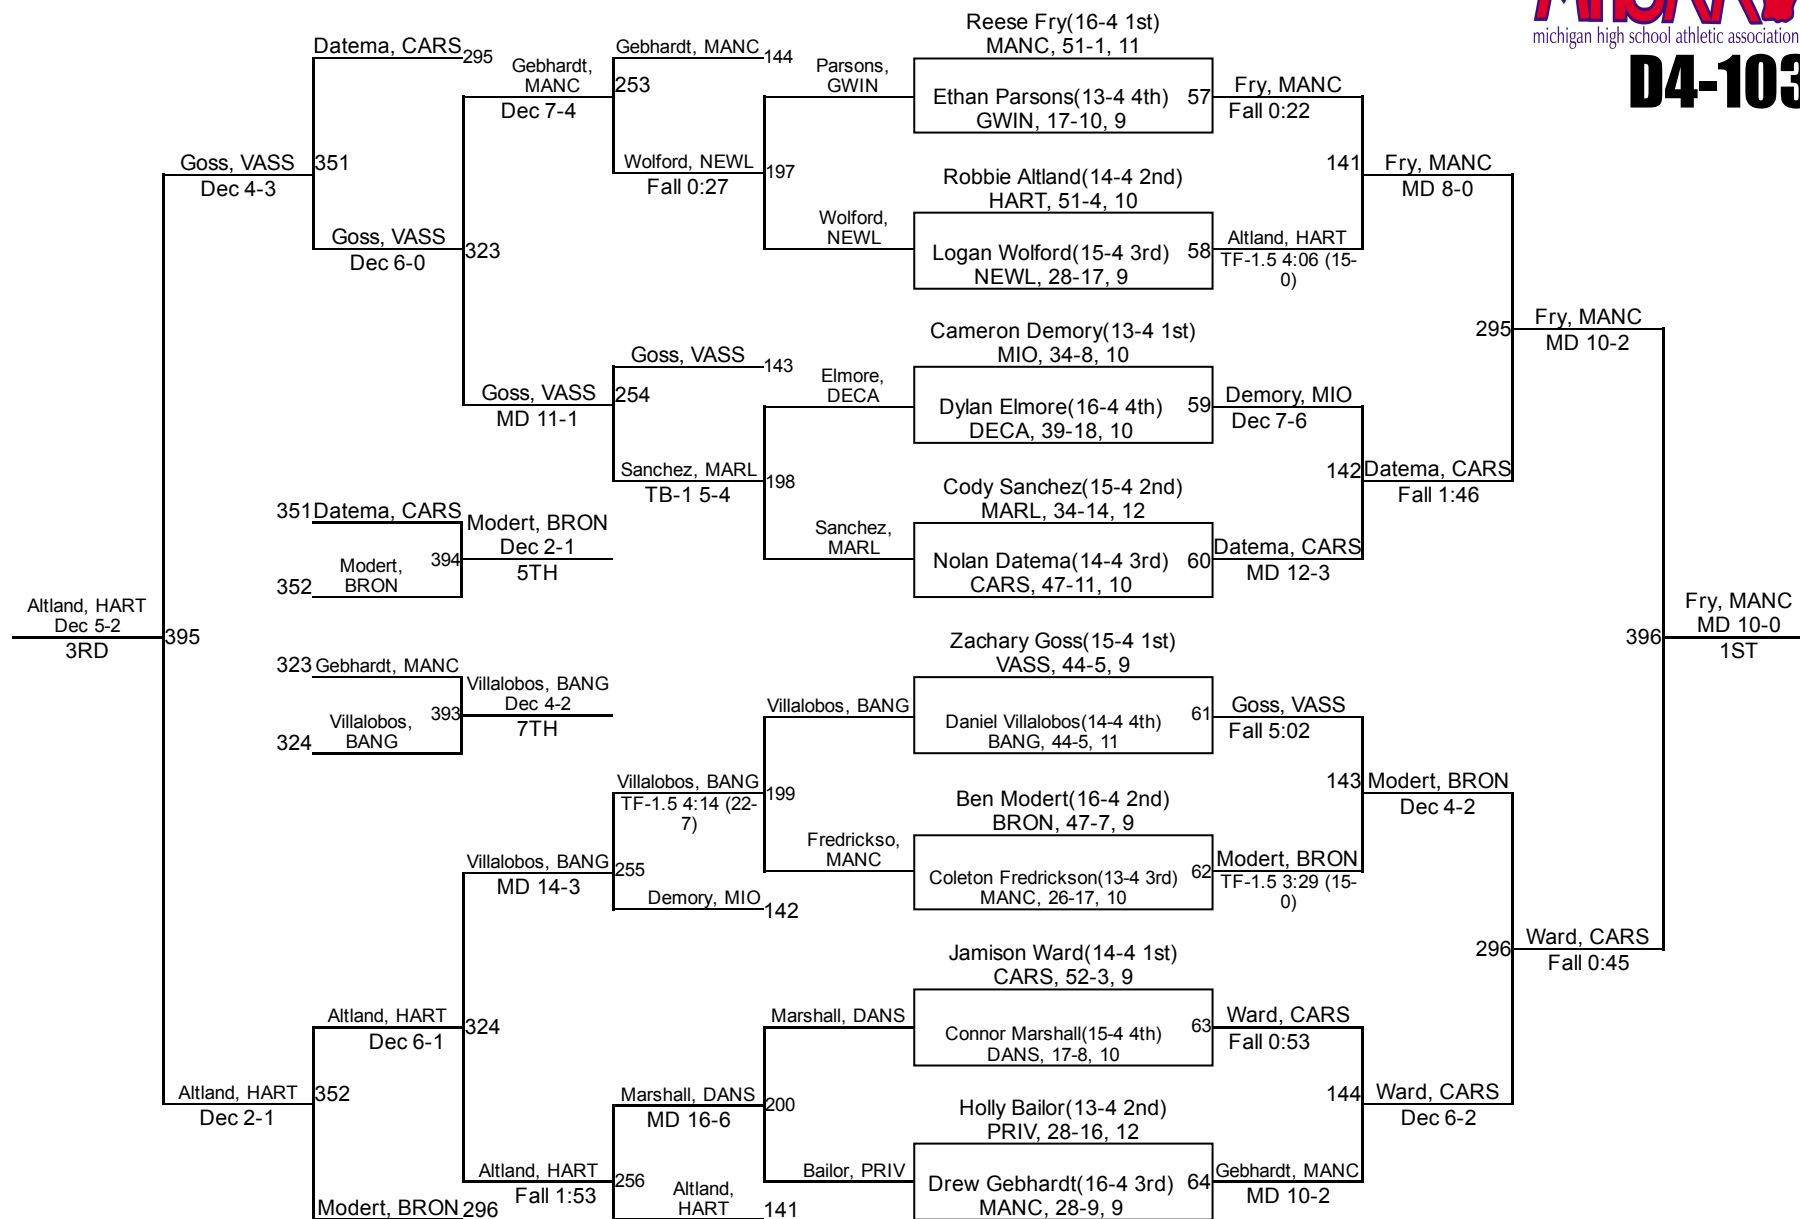 michigan high school athletic association
D4-103
Datema, CARS
295
351
Goss, VASS
Dec 4-3
Goss, VASS
Dec 6-0
323
Gebhardt,
MANC
Dec 7-4
253
Gebhardt, MANC
144
Wolford, NEWL
Fall 0:27
197
Parsons,
GWIN
Wolford,
NEWL
Reese Fry(16-4 1st)
MANC, 51-1, 11
Ethan Parsons(13-4 4th)
GWIN, 17-10, 9
57
Fry, MANC
Fall 0:22
Robbie Altland(14-4 2nd)
HART, 51-4, 10
Logan Wolford(15-4 3rd)
NEWL, 28-17, 9
58
Altland, HART
TF-1.5 4:06 (15-
0)
141
Fry, MANC
MD 8-0
295
Fry, MANC
MD 10-2
Goss, VASS
MD 11-1
254
Goss, VASS
143
Sanchez, MARL
TB-1 5-4
198
Elmore,
DECA
Sanchez,
MARL
Cameron Demory(13-4 1st)
MIO, 34-8, 10
Dylan Elmore(16-4 4th)
DECA, 39-18, 10
59
Demory, MIO
Dec 7-6
Cody Sanchez(15-4 2nd)
MARL, 34-14, 12
Nolan Datema(14-4 3rd)
CARS, 47-11, 10
60
Datema, CARS
MD 12-3
142
Datema, CARS
Fall 1:46
351
Datema, CARS
352
Modert,
BRON
394
Modert, BRON
Dec 2-1
5TH
Altland, HART
Dec 5-2
3RD
395
323
Gebhardt, MANC
324
Villalobos,
BANG
393
Villalobos, BANG
Dec 4-2
7TH
396
Fry, MANC
MD 10-0
1ST
Zachary Goss(15-4 1st)
VASS, 44-5, 9
Villalobos, BANG
Daniel Villalobos(14-4 4th)
BANG, 44-5, 11
61
Goss, VASS
Fall 5:02
Villalobos, BANG
TF-1.5 4:14 (22-
7)
199
Fredrickso,
MANC
Ben Modert(16-4 2nd)
BRON, 47-7, 9
Coleton Fredrickson(13-4 3rd)
MANC, 26-17, 10
62
Modert, BRON
TF-1.5 3:29 (15-
0)
143
Modert, BRON
Dec 4-2
Villalobos, BANG
MD 14-3
255
Demory, MIO
142
296
Ward, CARS
Fall 0:45
Altland, HART
Dec 6-1
324
Altland, HART
Dec 2-1
352
Modert, BRON
296
Altland, HART
Fall 1:53
256
Marshall, DANS
MD 16-6
200
Altland,
HART
141
Marshall, DANS
Bailor, PRIV
Jamison Ward(14-4 1st)
CARS, 52-3, 9
Connor Marshall(15-4 4th)
DANS, 17-8, 10
63
Ward, CARS
Fall 0:53
Holly Bailor(13-4 2nd)
PRIV, 28-16, 12
Drew Gebhardt(16-4 3rd)
MANC, 28-9, 9
64
Gebhardt, MANC
MD 10-2
144
Ward, CARS
Dec 6-2